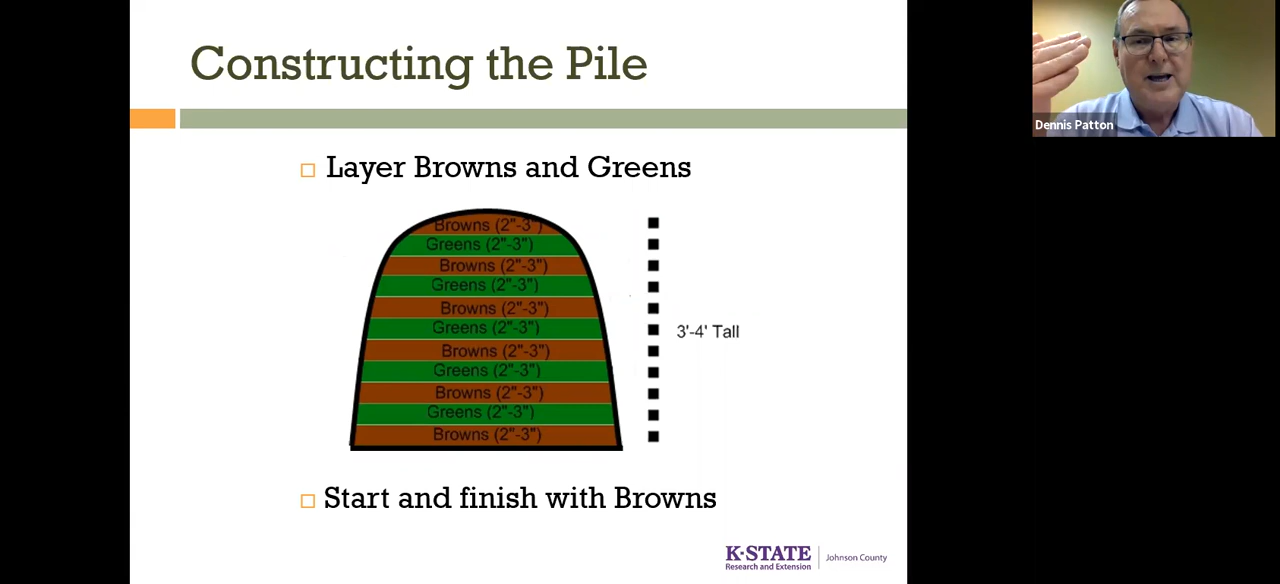 Constructing the Pile
Dennis Patton
Layer Browns and Greens
Browns (2"-3")
Greens (2"-3")
Browns (2"-3")
Greens (2"-3")
Browns (2"-3")
Greens (2"-3")
Browns (2"-3")
Greens (2"-3")
Browns (2"-3")
Greens (2"-3")
Browns (2"-3")
3'-4' Tall
Start and finish with Browns
K-STATE
Research and Extension
Johnson County